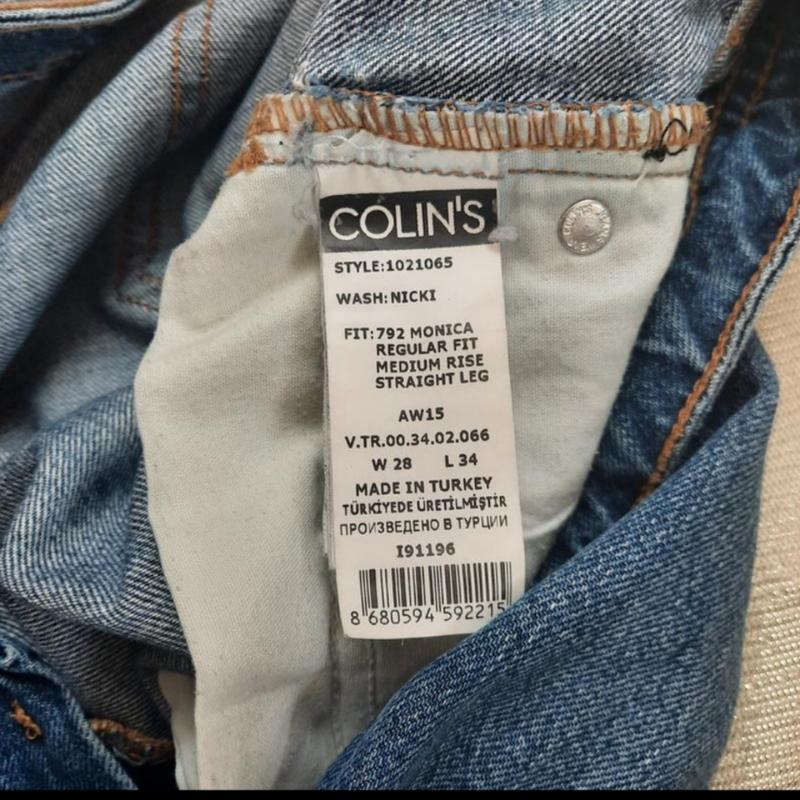 COLIN'S
STYLE:1021065
WASH:NICKI
FIT:792 MONICA
REGULAR FIT
MEDIUM RISE
STRAIGHT LEG
AW15
V.TR.00.34.02.066
W 28 L 34
MADE IN TURKEY
TÜRKİYEDE ÜRETİLMİŞTİR
ПРОИЗВЕДЕНО В ТУРЦИИ
I91196
8 680594 592215